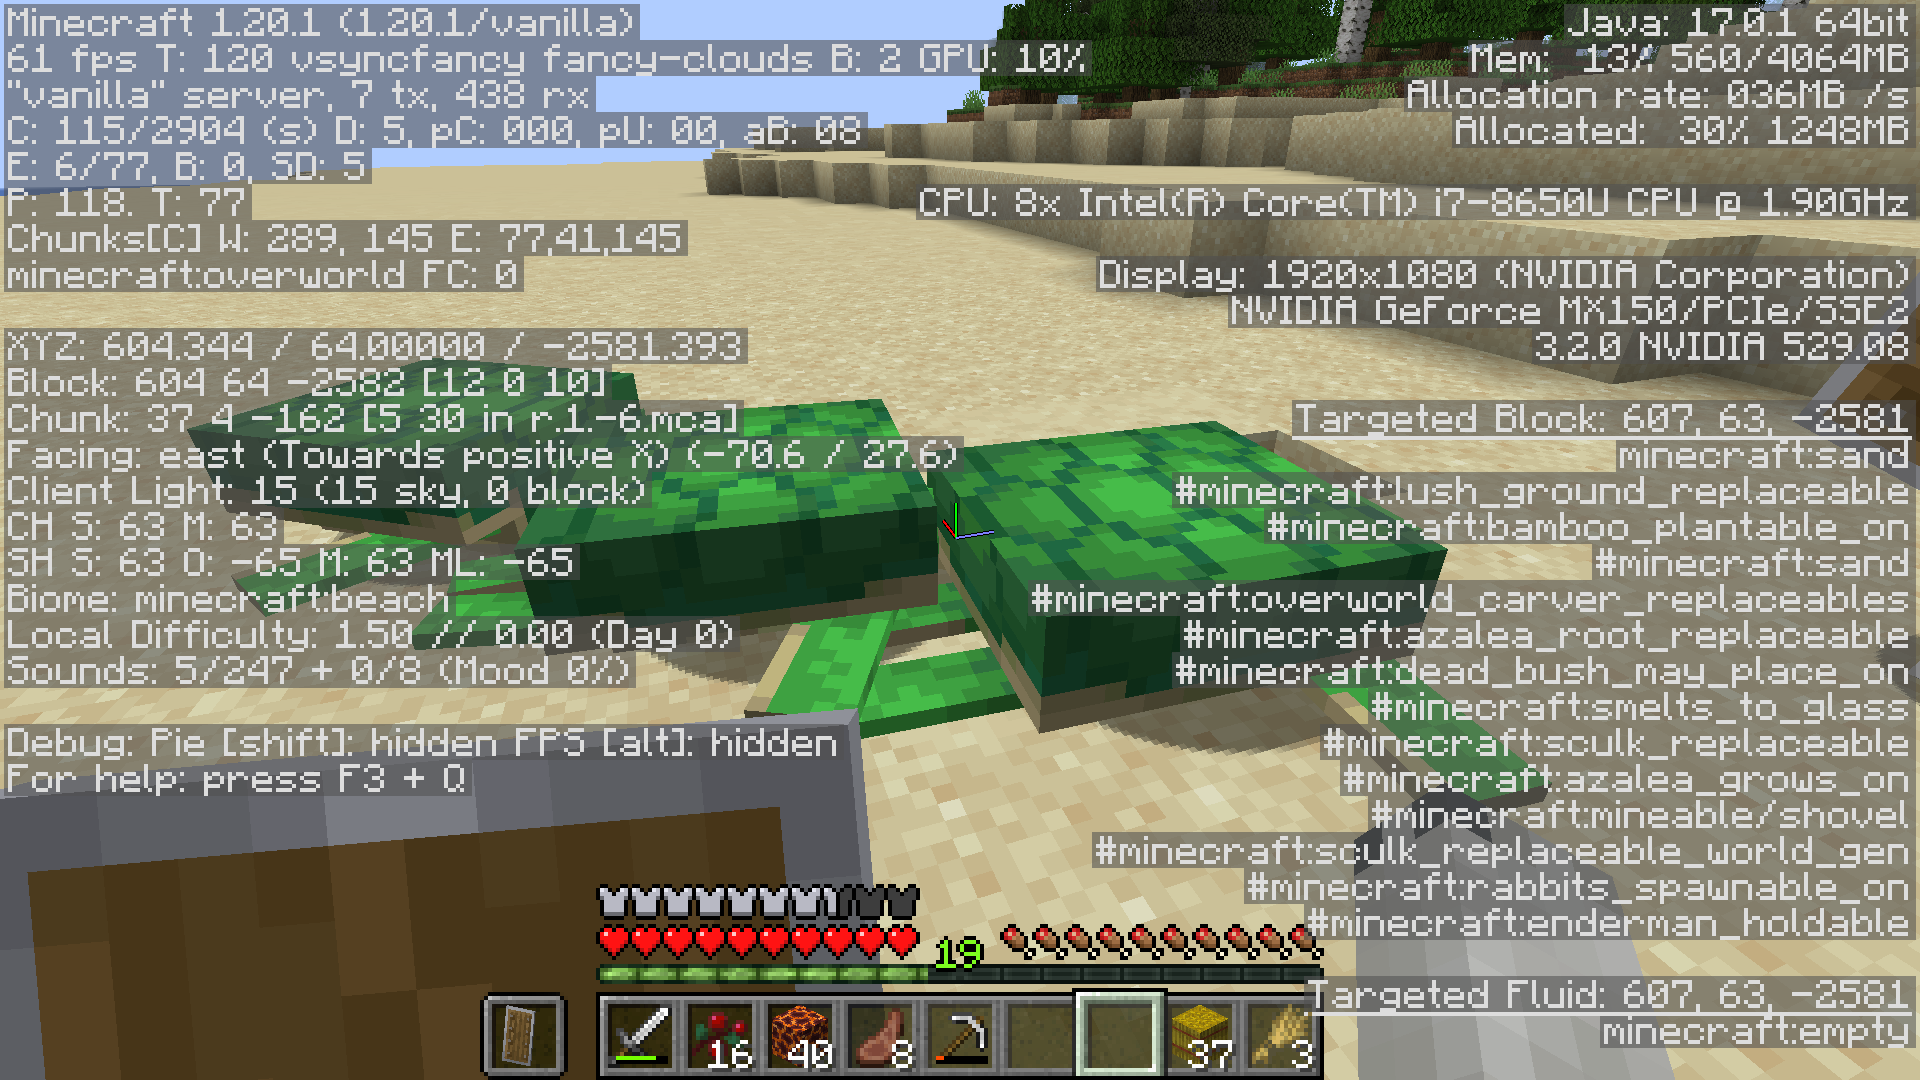 Minecraft 1.20.1 (1.20.1/vanilla)
61 fps T: 120 vsyncfancy fancy-clouds B: 2 GPU: 10%
"vanilla" server, 7 tx, 438 rx
C: 115/2904 (s) D: 5, pC: 000, pU: 00, aB: 08
E: 6/77, B: 0, SD: 5
P: 118. T: 77
Chunks[C] W: 289, 145 E: 77,41,145
minecraft:overworld FC: 0
XYZ: 604.344 / 64.00000 / -2581.393
Block: 604 64 -2582 [12 0 10]
Chunk: 37 4 -162 [5 30 in r.1.-6.mca]
Facing: east (Towards positive X) (-70.6 / 27.6)
Client Light: 15 (15 sky, 0 block)
CH S: 63 M: 63
SH S: 63 O: -65 M: 63 ML: -65
Biome: minecraft:beach
Local Difficulty: 1.50 // 0.00 (Day 0)
Sounds: 5/247 + 0/8 (Mood 0%)
Debug: Pie [shift]: hidden FPS [alt]: hidden
For help: press F3 + Q
Java: 17.0.1 64bit
Mem: 13% 560/4064MB
Allocation rate: 036MB /s
Allocated: 30% 1248MB
CPU: 8x Intel(R) Core(TM) i7-8650U CPU @ 1.90GHz
Display: 1920x1080 (NVIDIA Corporation)
NVIDIA GeForce MX150/PCIe/SSE2
3.2.0 NVIDIA 529.08
Targeted Block: 607, 63, -2581
minecraft:sand
#minecraft:lush_ground_replaceable
#minecraft:bamboo_plantable_on
#minecraft:sand
#minecraft:overworld_carver_replaceables
#minecraft:azalea_root_replaceable
#minecraft:dead_bush_may_place_on
#minecraft:smelts_to_glass
#minecraft:sculk_replaceable
#minecraft:azalea_grows_on
#minecraft:mineable/shovel
#minecraft:sculk_replaceable_world_gen
#minecraft:rabbits_spawnable_on
#minecraft:enderman_holdable
Targeted Fluid: 607, 63, -2581
minecraft:empty
19
16 40 8 37 3